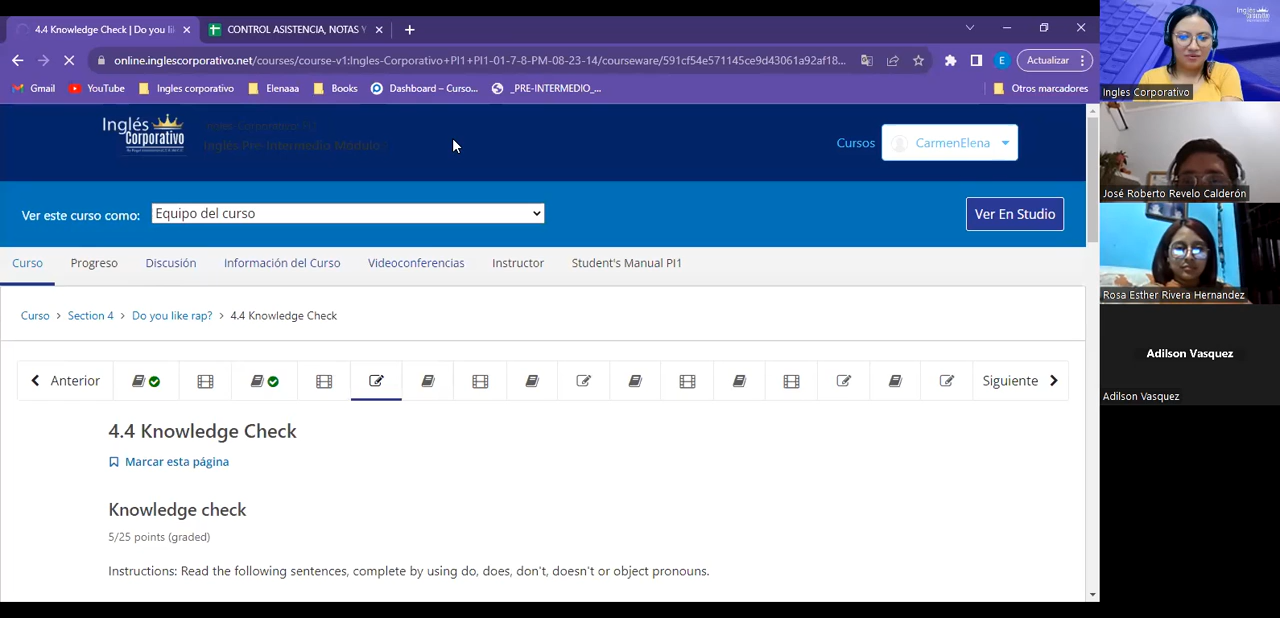 4.4 Knowledge Check | Do you li
CONTROL ASISTENCIA, NOTAS Y
online.inglescorporativo.net/courses/course-v1:Ingles-Corporativo+PI1+PI1-01-7-8-PM-08-23-14/courseware/591cf54e571145ce9d43061a92af18...
E
Actualizar
Gmail
YouTube
Ingles corporativo
Elenaaa
Books
Dashboard – Curso...
_PRE-INTERMEDIO_...
Otros marcadores
Inglés
Corporativo
Inglés Pre-Intermedio Módulo
Cursos
CarmenElena
Ver este curso como:
Equipo del curso
Ver En Studio
Curso
Progreso
Discusión
Información del Curso
Videoconferencias
Instructor
Student's Manual PI1
Curso > Section 4 > Do you like rap? > 4.4 Knowledge Check
Anterior
Siguiente
4.4 Knowledge Check
Marcar esta página
Knowledge check
5/25 points (graded)
Instructions: Read the following sentences, complete by using do, does, don't, doesn't or object pronouns.
Inglés
Corporativo
Ingles Corporativo
José Roberto Revelo Calderón
Rosa Esther Rivera Hernandez
Adilson Vasquez
Adilson Vasquez